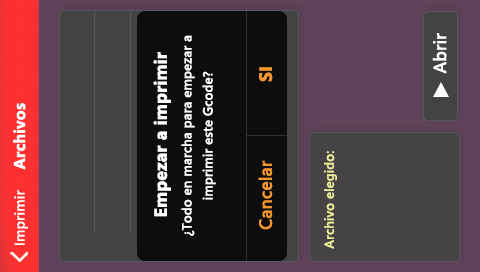 Imprimir
Archivos
Empezar a imprimir
¿Todo en marcha para empezar a
imprimir este Gcode?
Cancelar
SI
Archivo elegido:
Abrir